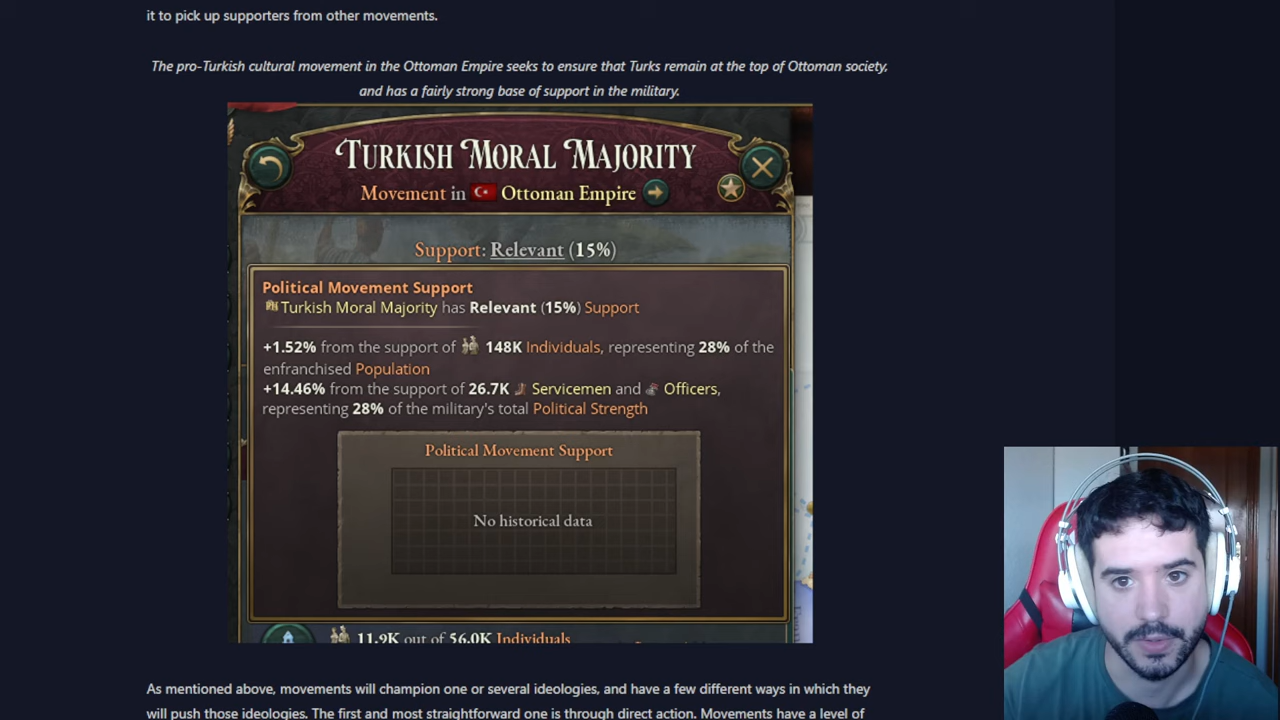 it to pick up supporters from other movements.
The pro-Turkish cultural movement in the Ottoman Empire seeks to ensure that Turks remain at the top of Ottoman society,
and has a fairly strong base of support in the military.
TURKISH MORAL MAJORITY
Movement in Ottoman Empire
Support: Relevant (15%)
Political Movement Support
Turkish Moral Majority has Relevant (15%) Support
+1.52% from the support of 148K Individuals, representing 28% of the
enfranchised Population
+14.46% from the support of 26.7K Servicemen and Officers,
representing 28% of the military's total Political Strength
Political Movement Support
No historical data
11.9K out of 56.0K Individuals
As mentioned above, movements will champion one or several ideologies, and have a few different ways in which they
will push those ideologies. The first and most straightforward one is through direct action. Movements have a level of